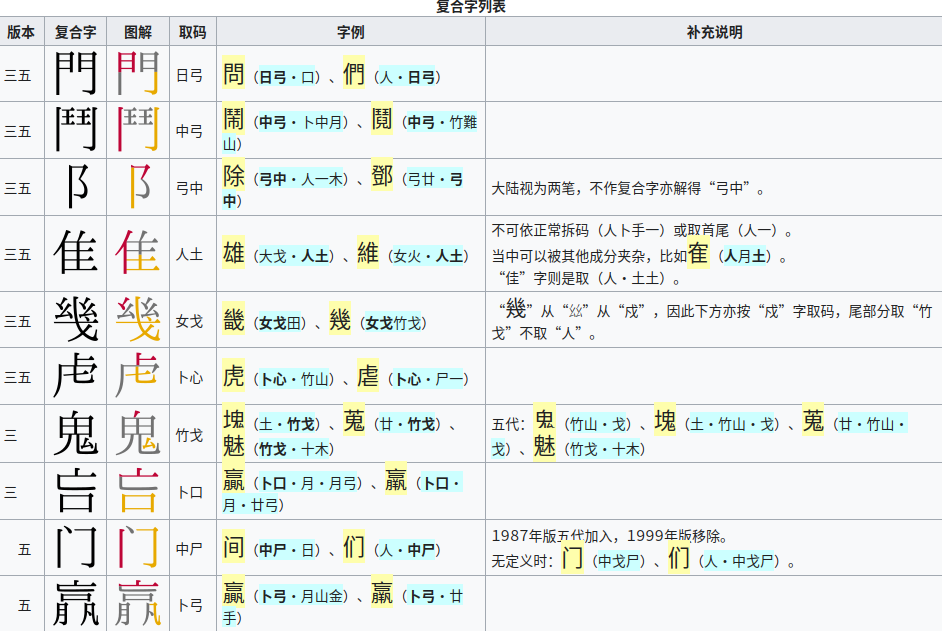 复合字列表
版本 复合字 图解 取码 字例 补充说明
三五 門 門 日弓 問（日弓・口）、們（人・日弓）
三五 鬥 鬥 中弓 鬧（中弓・卜中月）、鬩（中弓・竹難
山）
三五 阝 阝 弓中 除（弓中・人一木）、鄧（弓廿・弓
中） 大陆视为两笔，不作复合字亦解得“弓中”。
三五 隹 隹 人土 雄（大戈・人土）、維（女火・人土） 不可依正常拆码（人卜手一）或取首尾（人一）。
当中可以被其他成分夹杂，比如寉（人月土）。
“佳”字则是取（人・土土）。
三五 幾 幾 女戈 畿（女戈田）、幾（女戈竹戈） “幾”从“𢆶”从“戍”，因此下方亦按“戍”字取码，尾部分取“竹
戈”不取“人”。
三五 虍 虍 卜心 虎（卜心・竹山）、虐（卜心・尸一）
三 鬼 鬼 竹戈 塊（土・竹戈）、蒐（廿・竹戈）、
魅（竹戈・十木） 五代：鬼（竹山・戈）、塊（土・竹山・戈）、蒐（廿・竹山・
戈）、魅（竹戈・十木）
三 卜口 贏（卜口・月・月弓）、羸（卜口・
月・廿弓）
五 门 门 中尸 间（中尸・日）、们（人・中尸） 1987年版五代加入，1999年版移除。
无定义时：门（中戈尸）、们（人・中戈尸）。
五 卜弓 贏（卜弓・月山金）、羸（卜弓・廿
手）